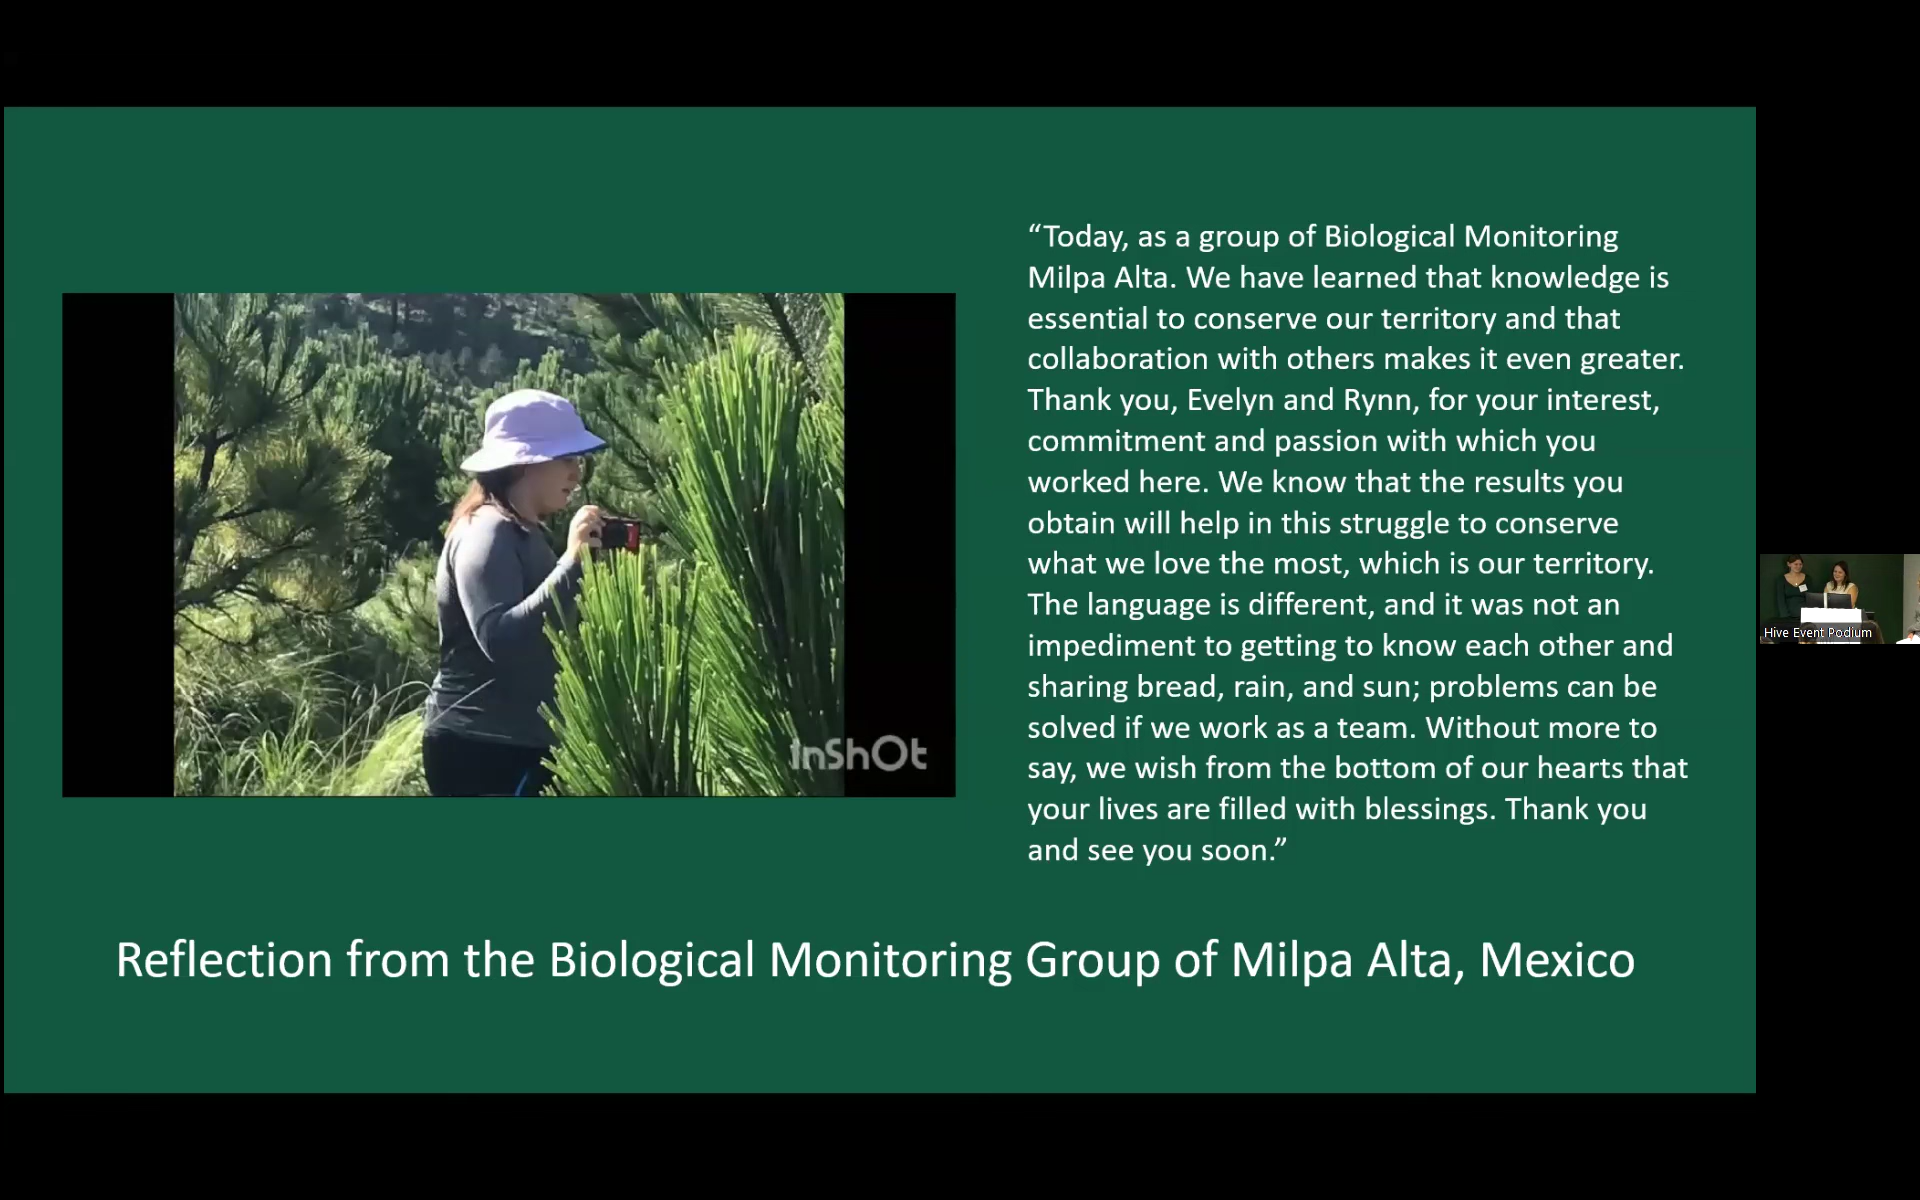 “Today, as a group of Biological Monitoring
Milpa Alta. We have learned that knowledge is
essential to conserve our territory and that
collaboration with others makes it even greater.
Thank you, Evelyn and Rynn, for your interest,
commitment and passion with which you
worked here. We know that the results you
obtain will help in this struggle to conserve
what we love the most, which is our territory.
The language is different, and it was not an
impediment to getting to know each other and
sharing bread, rain, and sun; problems can be
solved if we work as a team. Without more to
say, we wish from the bottom of our hearts that
your lives are filled with blessings. Thank you
and see you soon.”
InShOt
Reflection from the Biological Monitoring Group of Milpa Alta, Mexico
Hive Event Podium